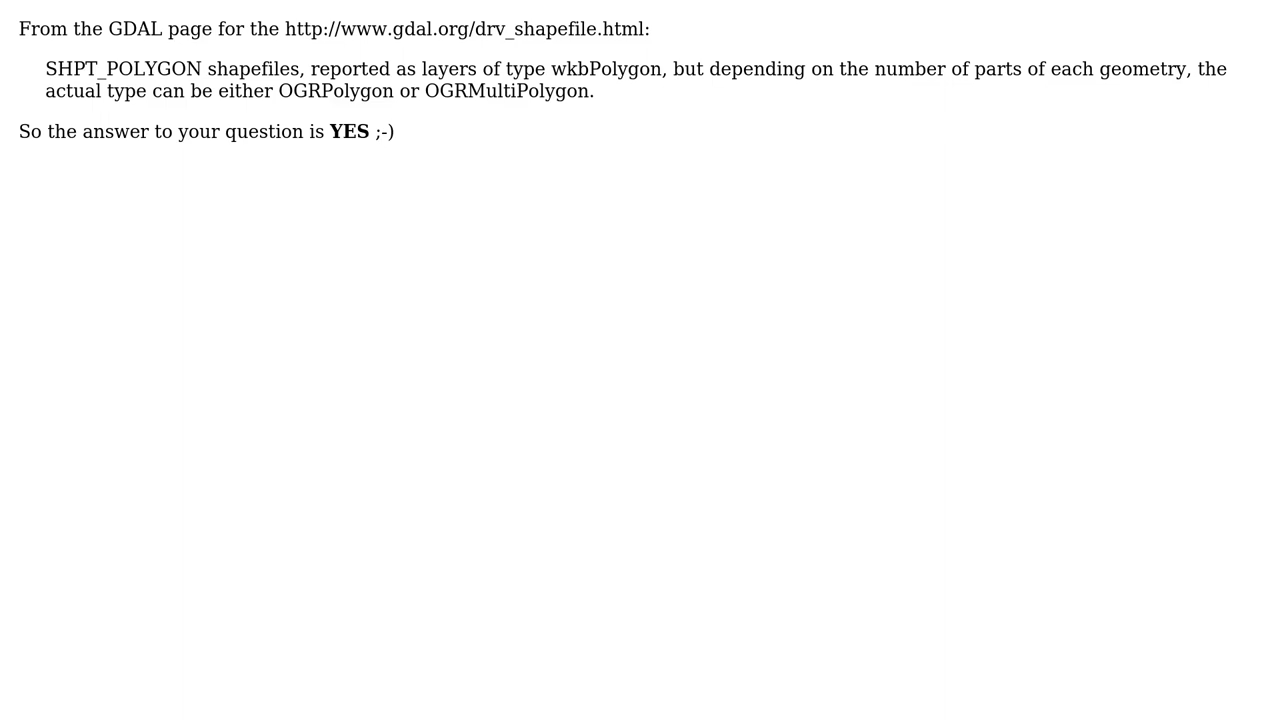 From the GDAL page for the http://www.gdal.org/drv_shapefile.html:
SHPT_POLYGON shapefiles, reported as layers of type wkbPolygon, but depending on the number of parts of each geometry, the
actual type can be either OGRPolygon or OGRMultiPolygon.
So the answer to your question is YES ;-)